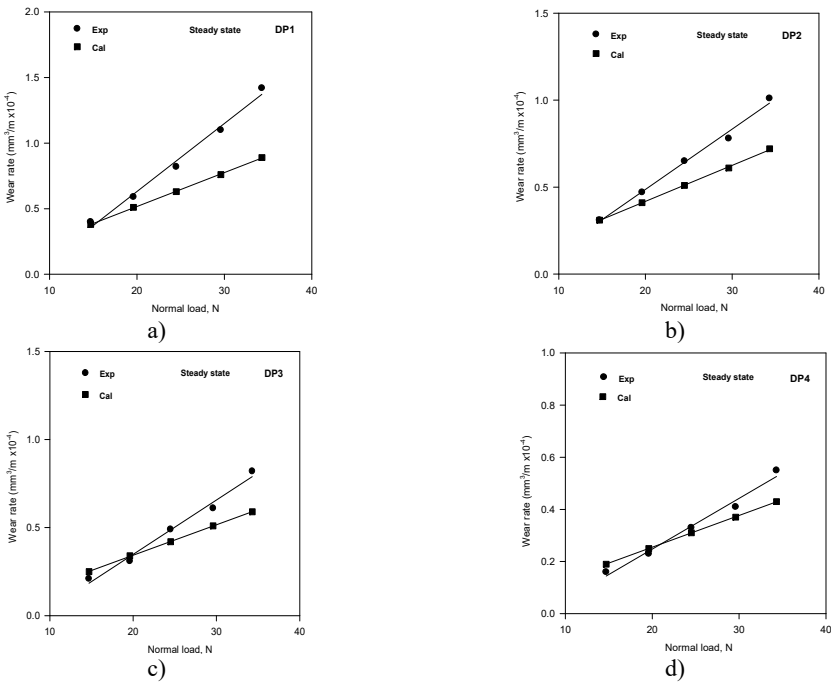 2.0
1.5
1.0
0.5
0.0
10 20 30 40
Wear rate (mm³/m x10⁻⁴)
Normal load, N
Exp
Cal
Steady state DP1
a)
1.5
1.0
0.5
0.0
10 20 30 40
Wear rate (mm³/m x10⁻⁴)
Normal load, N
Exp
Cal
Steady state DP2
b)
1.5
1.0
0.5
0.0
10 20 30 40
Wear rate (mm³/m x10⁻⁴)
Normal load, N
Exp
Cal
Steady state DP3
c)
1.0
0.8
0.6
0.4
0.2
0.0
10 20 30 40
Wear rate (mm³/m x10⁻⁴)
Normal load, N
Exp
Cal
Steady state DP4
d)